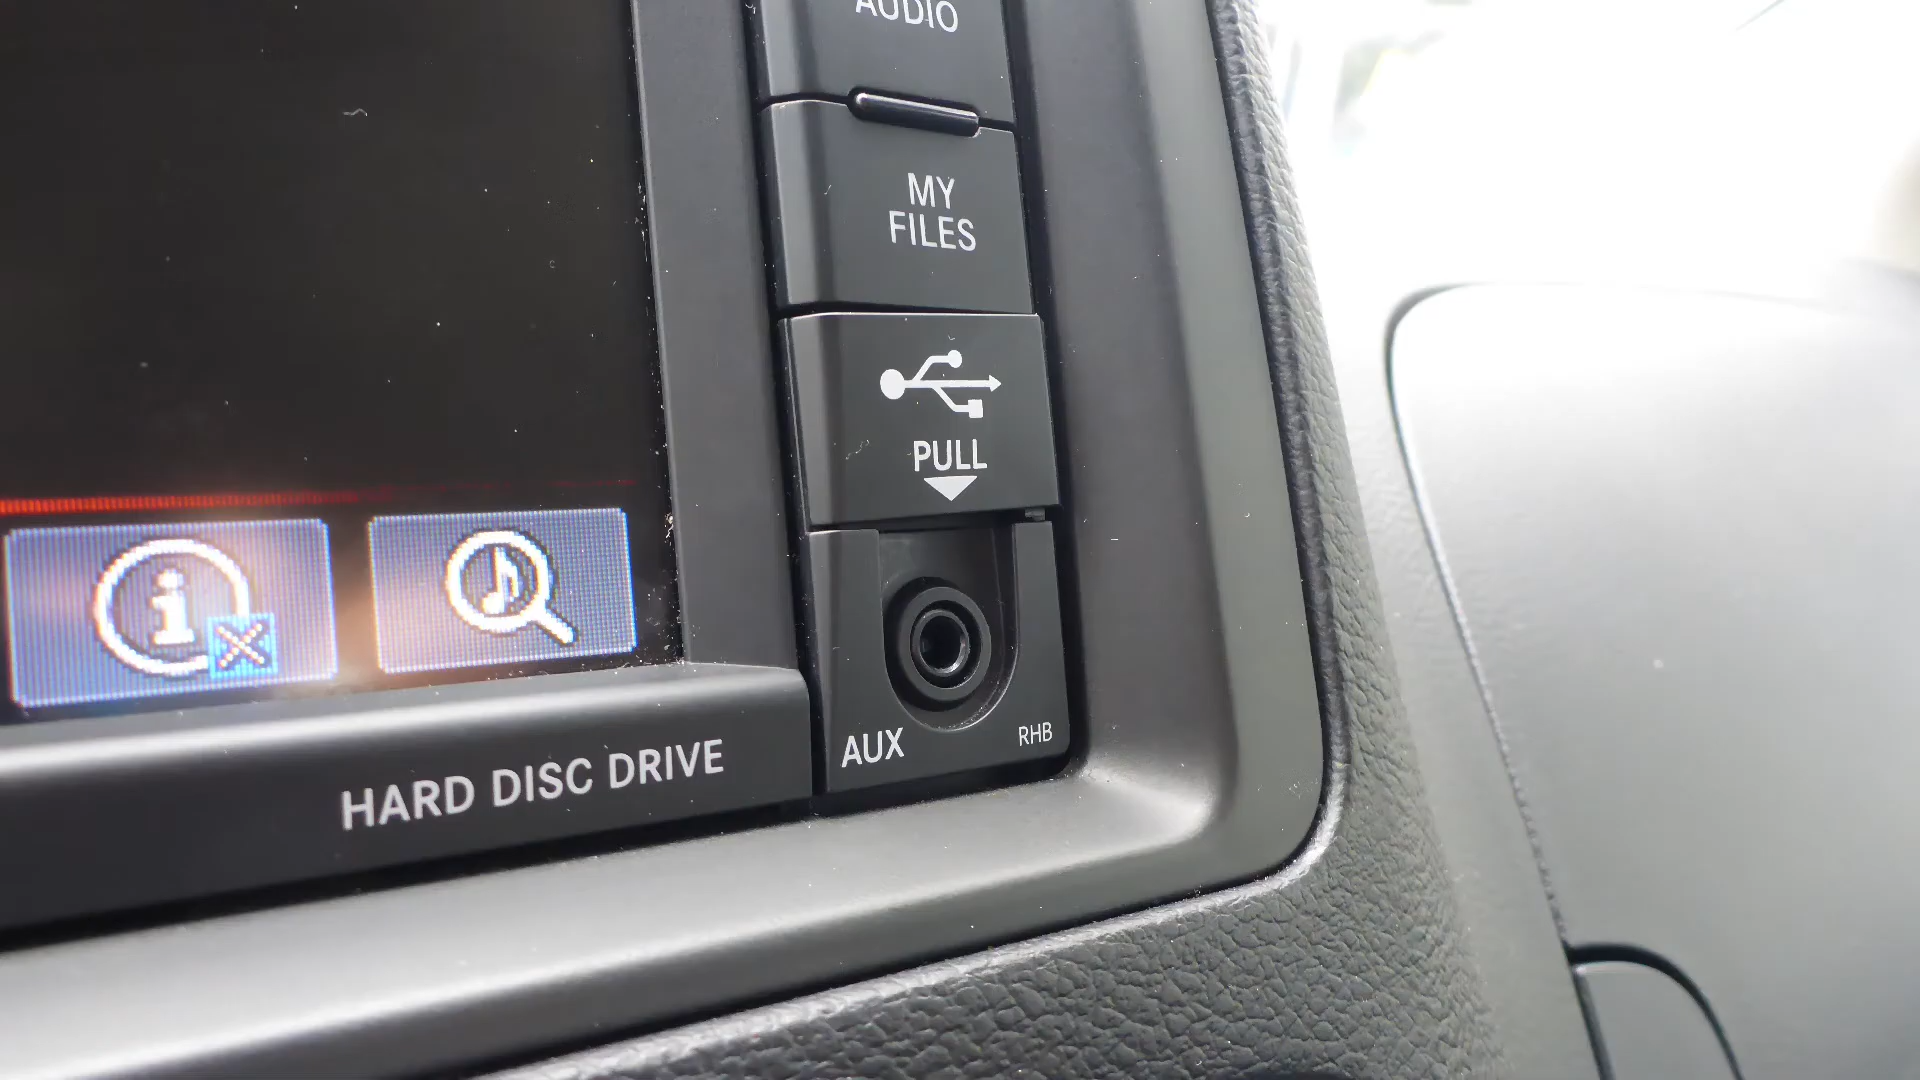 AUDIO
MY
FILES
PULL
AUX
RHB
HARD DISC DRIVE